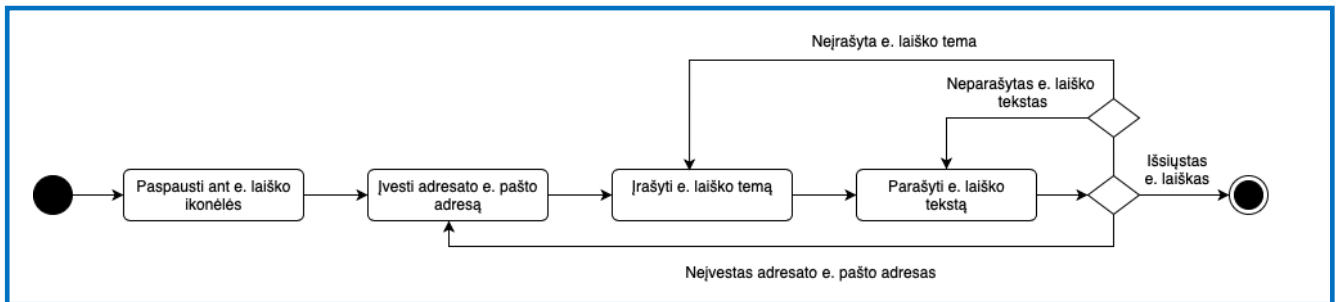 Neįrašyta e. laiško tema
Neparašytas e. laiško
tekstas
Išsiųstas
e. laiškas
Paspausti ant e. laiško
ikonėlės
Įvesti adresato e. pašto
adresą
Įrašyti e. laiško temą
Parašyti e. laiško
tekstą
Neįvestas adresato e. pašto adresas